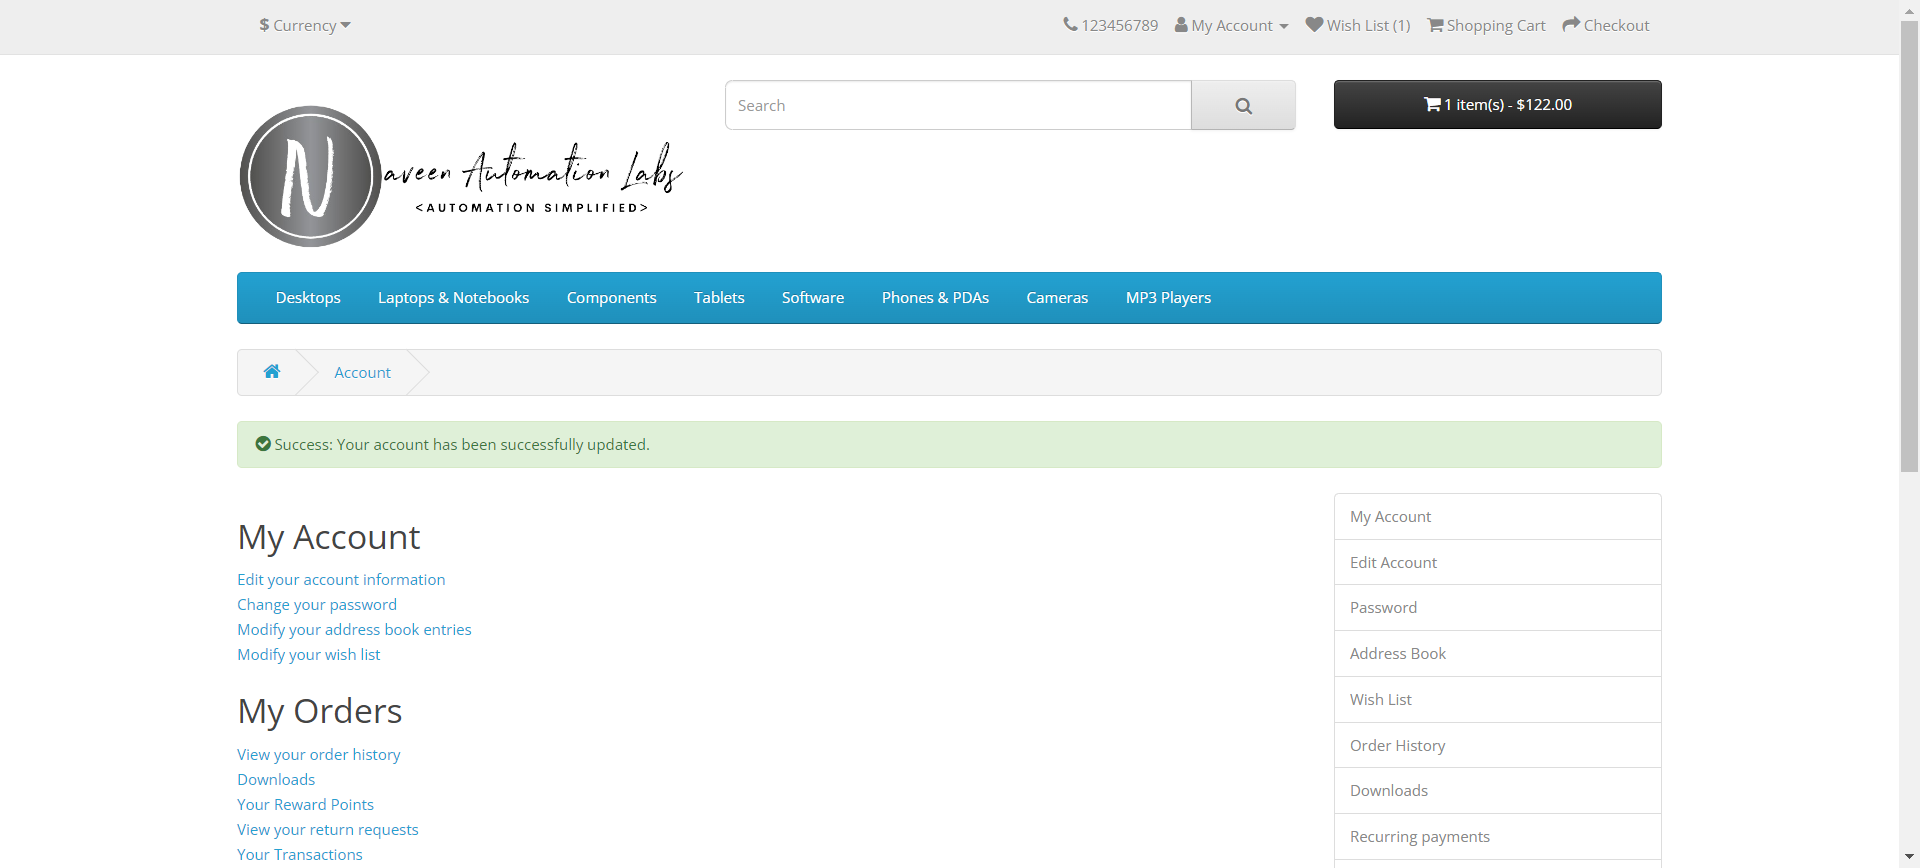 $ Currency
123456789 My Account Wish List (1) Shopping Cart Checkout
Search
1 item(s) - $122.00
Naveen Automation Labs
<AUTOMATION SIMPLIFIED>
Desktops Laptops & Notebooks Components Tablets Software Phones & PDAs Cameras MP3 Players
Account
Success: Your account has been successfully updated.
My Account
Edit your account information
Change your password
Modify your address book entries
Modify your wish list
My Orders
View your order history
Downloads
Your Reward Points
View your return requests
Your Transactions
My Account
Edit Account
Password
Address Book
Wish List
Order History
Downloads
Recurring payments